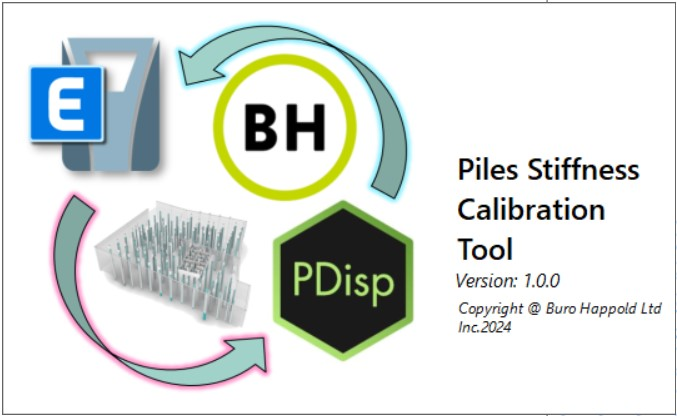 E
BH
PDisp
Piles Stiffness
Calibration
Tool
Version: 1.0.0
Copyright @ Buro Happold Ltd
Inc.2024